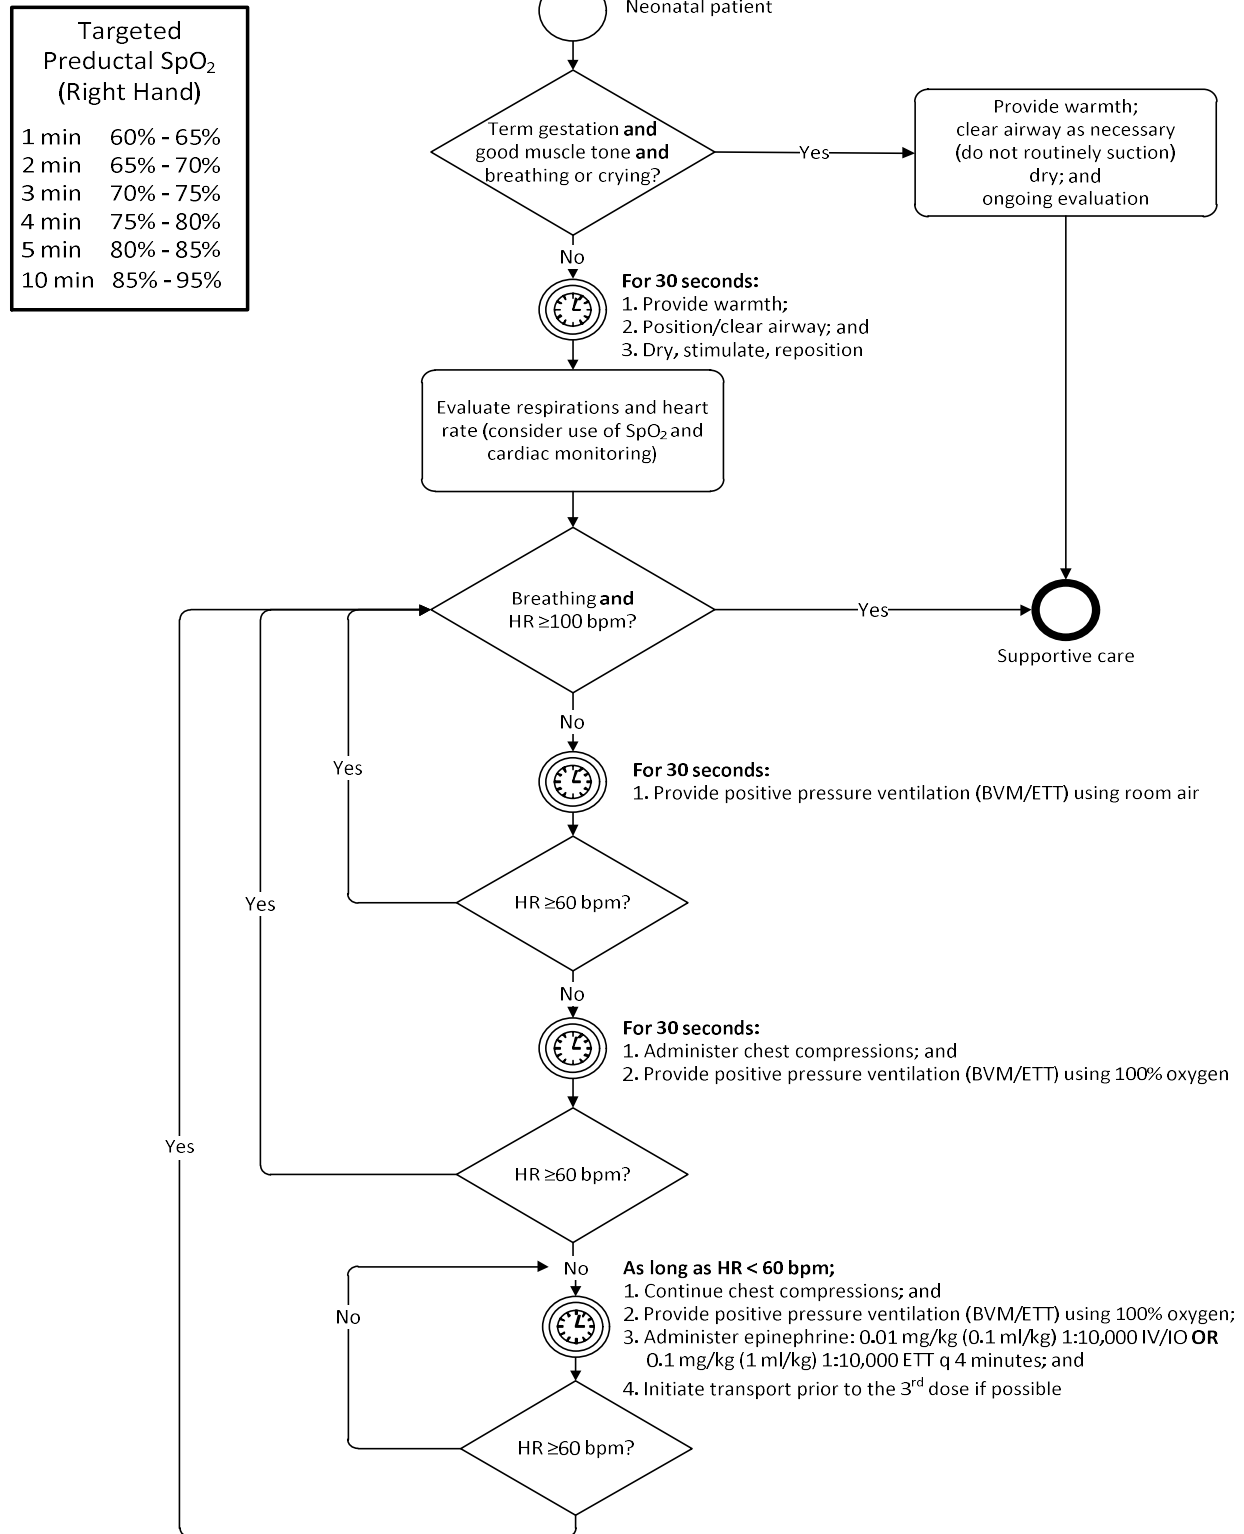 Neonatal patient
Targeted
Preductal SpO₂
(Right Hand)
1 min 60% - 65%
2 min 65% - 70%
3 min 70% - 75%
4 min 75% - 80%
5 min 80% - 85%
10 min 85% - 95%
Term gestation and
good muscle tone and
breathing or crying?
Yes
Provide warmth;
clear airway as necessary
(do not routinely suction)
dry; and
ongoing evaluation
No
For 30 seconds:
1. Provide warmth;
2. Position/clear airway; and
3. Dry, stimulate, reposition
Evaluate respirations and heart
rate (consider use of SpO₂ and
cardiac monitoring)
Breathing and
HR ≥100 bpm?
Yes
Supportive care
No
Yes
For 30 seconds:
1. Provide positive pressure ventilation (BVM/ETT) using room air
HR ≥60 bpm?
Yes
No
For 30 seconds:
1. Administer chest compressions; and
2. Provide positive pressure ventilation (BVM/ETT) using 100% oxygen
Yes
HR ≥60 bpm?
No
As long as HR < 60 bpm;
1. Continue chest compressions; and
2. Provide positive pressure ventilation (BVM/ETT) using 100% oxygen;
3. Administer epinephrine: 0.01 mg/kg (0.1 ml/kg) 1:10,000 IV/IO OR
0.1 mg/kg (1 ml/kg) 1:10,000 ETT q 4 minutes; and
4. Initiate transport prior to the 3rd dose if possible
No
HR ≥60 bpm?